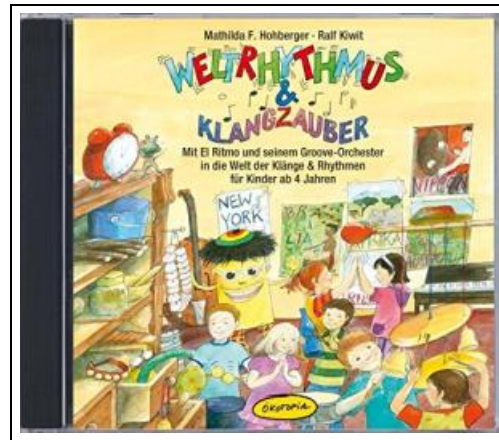 Mathilda F. Hohberger - Ralf Kiwit
WELTRHYTHMUS
&
KLANGZAUBER
Mit El Ritmo und seinem Groove-Orchester
in die Welt der Klänge & Rhythmen
für Kinder ab 4 Jahren
NEW
YORK
ÖKOTOPIA